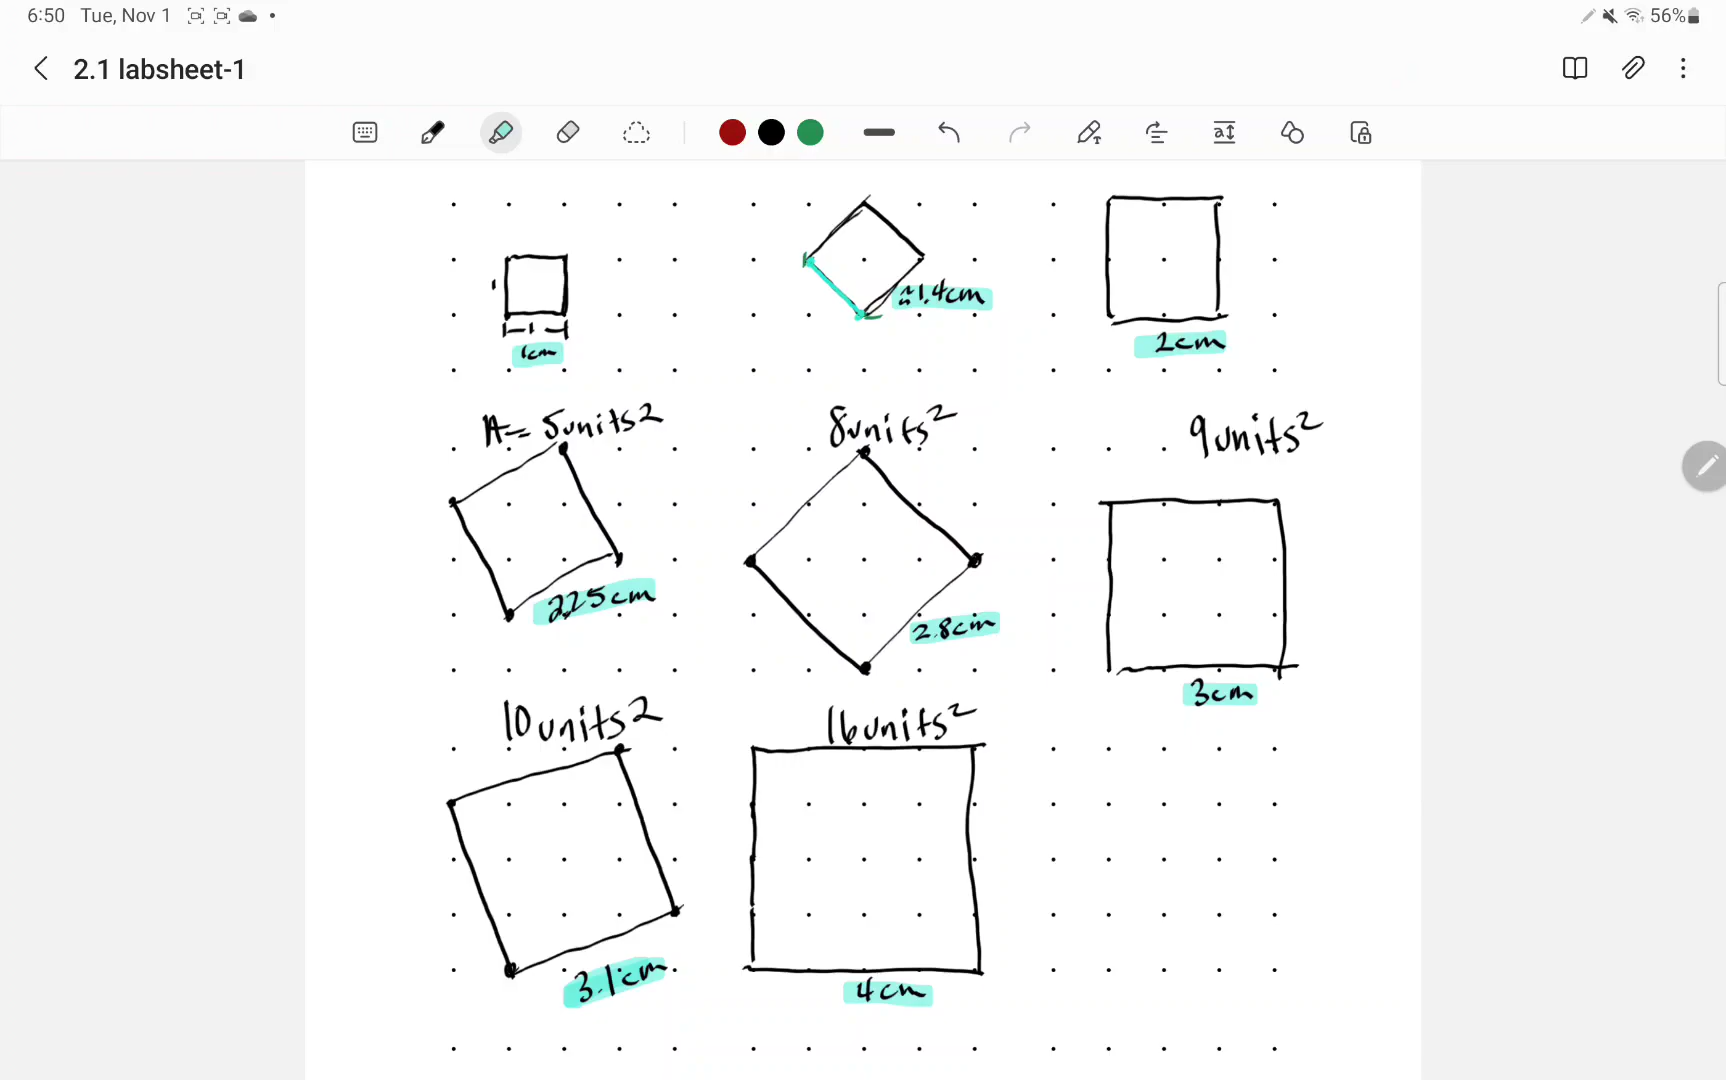 6:50 Tue, Nov 1
56%
2.1 labsheet-1
≈1.4cm
1
1cm
2cm
A= 5units2
8units²
9units²
2.25cm
2.8cm
3cm
10units2
16units²
3.1cm
4cm